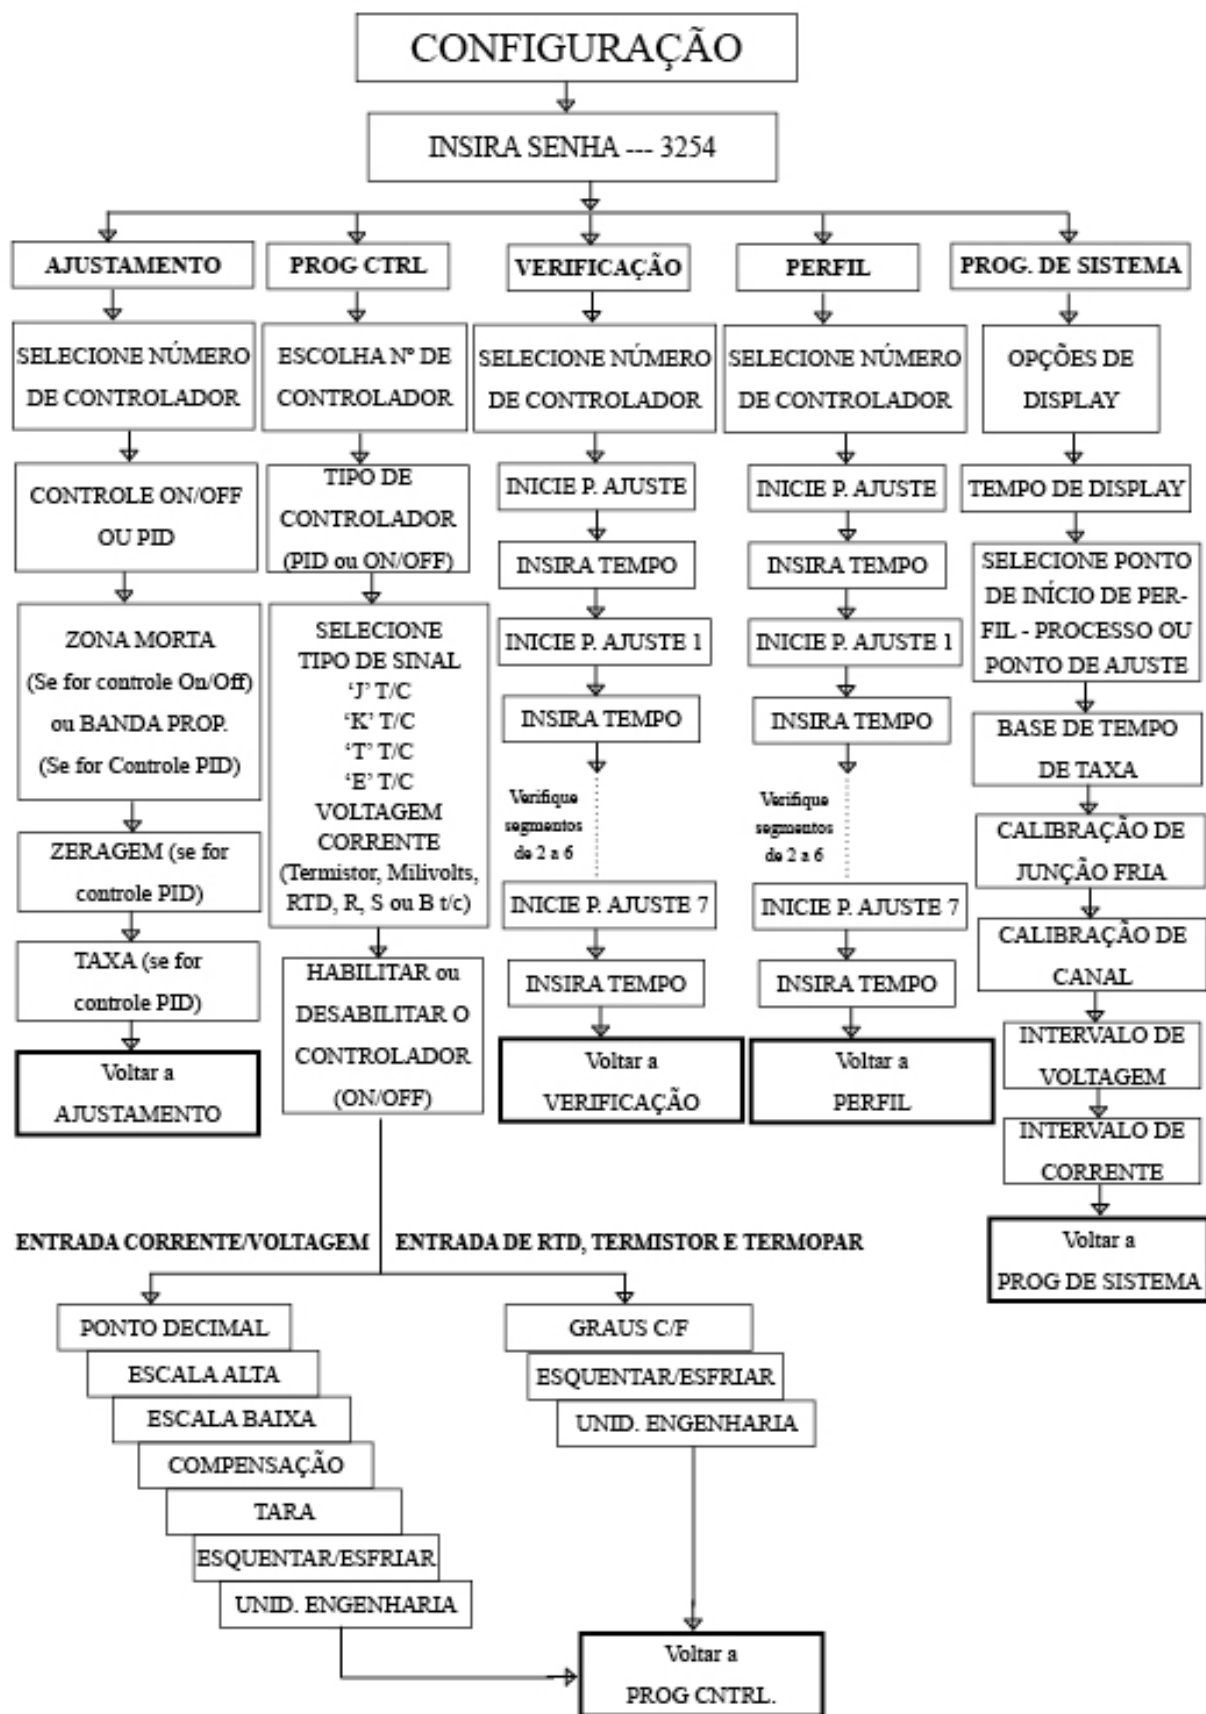 CONFIGURAÇÃO
INSIRA SENHA --- 3254
AJUSTAMENTO
SELECIONE NÚMERO
DE CONTROLADOR
CONTROLE ON/OFF
OU PID
ZONA MORTA
(Se for controle On/Off)
ou BANDA PROP.
(Se for Controle PID)
ZERAGEM (se for
controle PID)
TAXA (se for
controle PID)
Voltar a
AJUSTAMENTO
PROG CTRL
ESCOLHA Nº DE
CONTROLADOR
TIPO DE
CONTROLADOR
(PID ou ON/OFF)
SELECIONE
TIPO DE SINAL
‘J’ T/C
‘K’ T/C
‘T’ T/C
‘E’ T/C
VOLTAGEM
CORRENTE
(Termistor, Milivolts,
RTD, R, S ou B t/c)
HABILITAR ou
DESABILITAR O
CONTROLADOR
(ON/OFF)
VERIFICAÇÃO
SELECIONE NÚMERO
DE CONTROLADOR
INICIE P. AJUSTE
INSIRA TEMPO
INICIE P. AJUSTE 1
INSIRA TEMPO
Verifique
segmentos
de 2 a 6
INICIE P. AJUSTE 7
INSIRA TEMPO
Voltar a
VERIFICAÇÃO
PERFIL
SELECIONE NÚMERO
DE CONTROLADOR
INICIE P. AJUSTE
INSIRA TEMPO
INICIE P. AJUSTE 1
INSIRA TEMPO
Verifique
segmentos
de 2 a 6
INICIE P. AJUSTE 7
INSIRA TEMPO
Voltar a
PERFIL
PROG. DE SISTEMA
OPÇÕES DE
DISPLAY
TEMPO DE DISPLAY
SELECIONE PONTO
DE INÍCIO DE PER-
FIL - PROCESSO OU
PONTO DE AJUSTE
BASE DE TEMPO
DE TAXA
CALIBRAÇÃO DE
JUNÇÃO FRIA
CALIBRAÇÃO DE
CANAL
INTERVALO DE
VOLTAGEM
INTERVALO DE
CORRENTE
Voltar a
PROG DE SISTEMA
ENTRADA CORRENTE/VOLTAGEM
PONTO DECIMAL
ESCALA ALTA
ESCALA BAIXA
COMPENSAÇÃO
TARA
ESQUENTAR/ESFRIAR
UNID. ENGENHARIA
ENTRADA DE RTD, TERMISTOR E TERMOPAR
GRAUS C/F
ESQUENTAR/ESFRIAR
UNID. ENGENHARIA
Voltar a
PROG CNTRL.